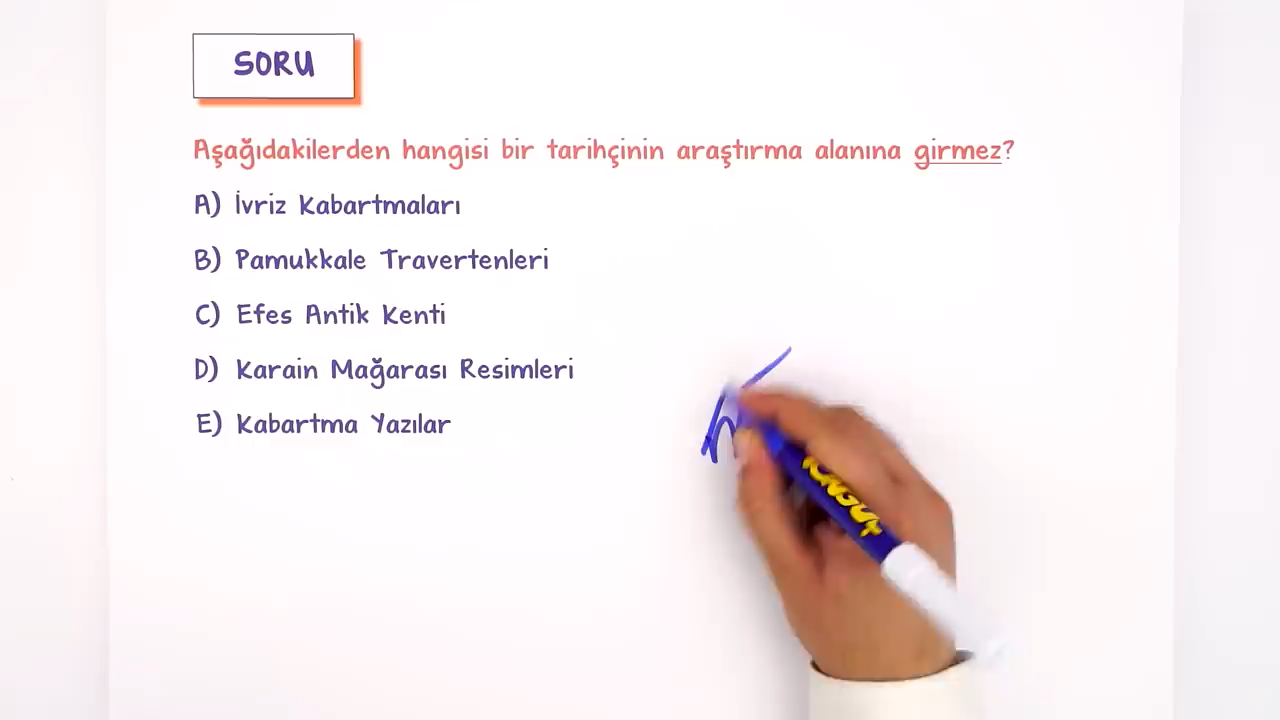 SORU
Aşağıdakilerden hangisi bir tarihçinin araştırma alanına girmez?
A) İvriz Kabartmaları
B) Pamukkale Travertenleri
C) Efes Antik Kenti
D) Karain Mağarası Resimleri
E) Kabartma Yazılar